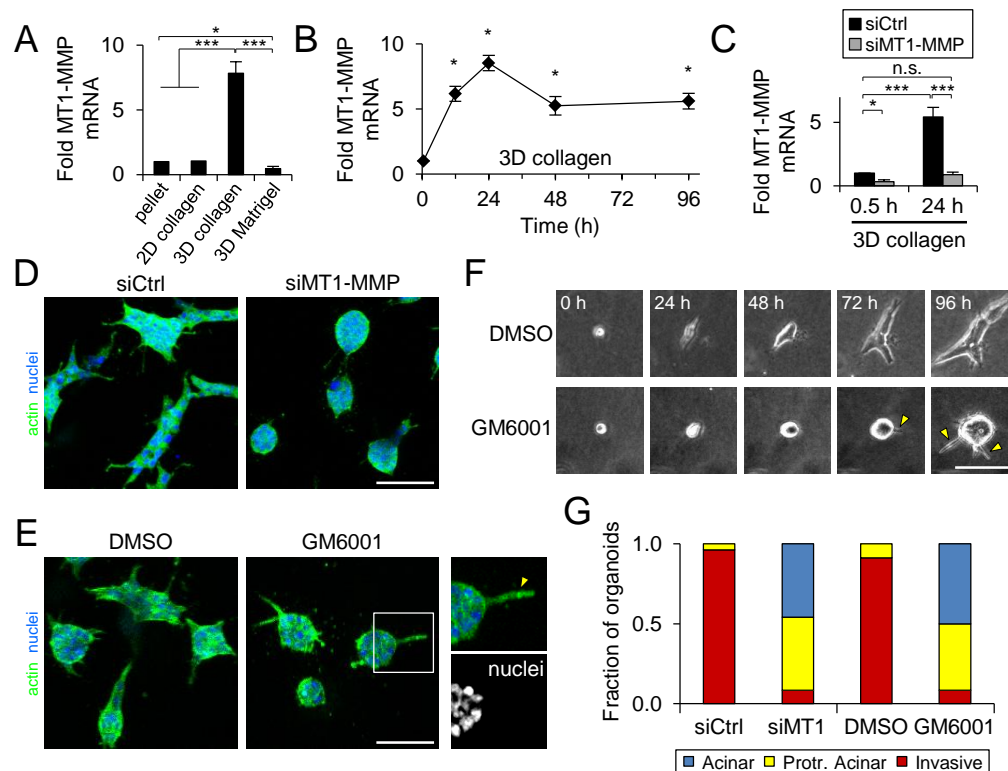 A
Fold MT1-MMP
mRNA
10
5
0
*
***
***
pellet
2D collagen
3D collagen
3D Matrigel
B
Fold MT1-MMP
mRNA
10
5
0
*
*
*
*
3D collagen
0
24
48
72
96
Time (h)
C
siCtrl
siMT1-MMP
Fold MT1-MMP
mRNA
5
0
n.s.
***
***
*
0.5 h
24 h
3D collagen
D
siCtrl
siMT1-MMP
actin nuclei
E
DMSO
GM6001
actin nuclei
nuclei
F
0 h
24 h
48 h
72 h
96 h
DMSO
GM6001
G
Fraction of organoids
1.0
0.5
0.0
siCtrl
siMT1
DMSO
GM6001
Acinar
Protr. Acinar
Invasive